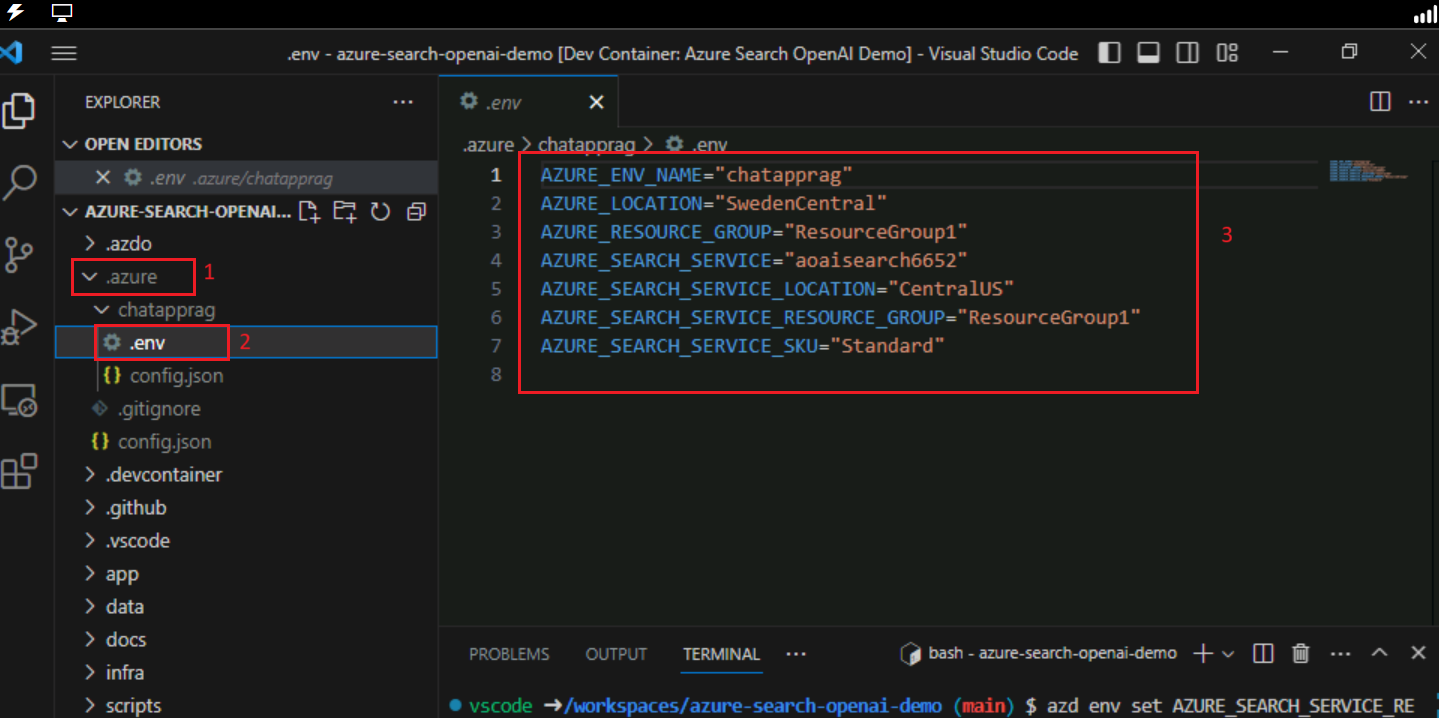 .env - azure-search-openai-demo [Dev Container: Azure Search OpenAI Demo] - Visual Studio Code
EXPLORER
OPEN EDITORS
.env .azure/chatapprag
AZURE-SEARCH-OPENAI...
.azdo
.azure
1
chatapprag
.env
2
config.json
.gitignore
config.json
.devcontainer
.github
.vscode
app
data
docs
infra
scripts
.env
.azure > chatapprag > .env
1 AZURE_ENV_NAME="chatapprag"
2 AZURE_LOCATION="SwedenCentral"
3 AZURE_RESOURCE_GROUP="ResourceGroup1"
4 AZURE_SEARCH_SERVICE="aoaisearch6652"
5 AZURE_SEARCH_SERVICE_LOCATION="CentralUS"
6 AZURE_SEARCH_SERVICE_RESOURCE_GROUP="ResourceGroup1"
7 AZURE_SEARCH_SERVICE_SKU="Standard"
8
3
PROBLEMS OUTPUT TERMINAL ··· bash - azure-search-openai-demo
vscode →/workspaces/azure-search-openai-demo (main) $ azd env set AZURE_SEARCH_SERVICE_RE